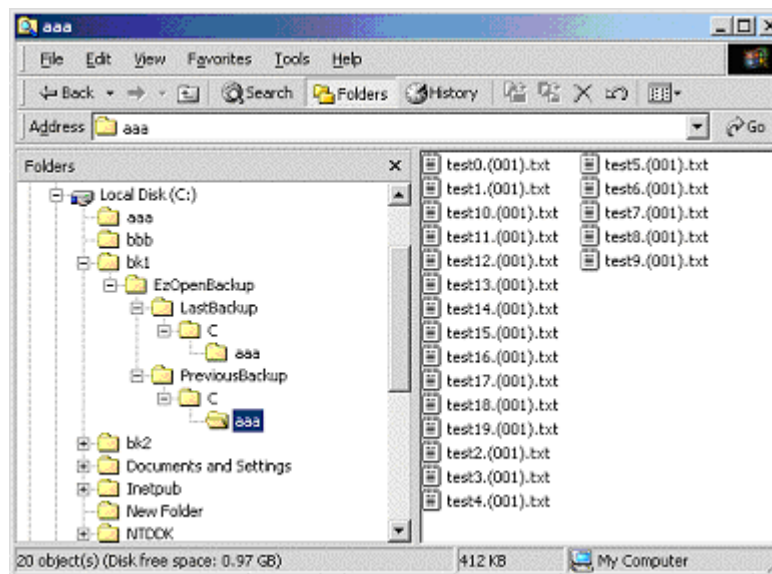 aaa
File Edit View Favorites Tools Help
Back Search Folders History
Address aaa Go
Folders
Local Disk (C:)
aaa
bbb
bk1
EzOpenBackup
LastBackup
C
aaa
PreviousBackup
C
aaa
bk2
Documents and Settings
Inetpub
New Folder
NTDDK
test0.(001).txt
test1.(001).txt
test10.(001).txt
test11.(001).txt
test12.(001).txt
test13.(001).txt
test14.(001).txt
test15.(001).txt
test16.(001).txt
test17.(001).txt
test18.(001).txt
test19.(001).txt
test2.(001).txt
test3.(001).txt
test4.(001).txt
test5.(001).txt
test6.(001).txt
test7.(001).txt
test8.(001).txt
test9.(001).txt
20 object(s) (Disk free space: 0.97 GB) 412 KB My Computer